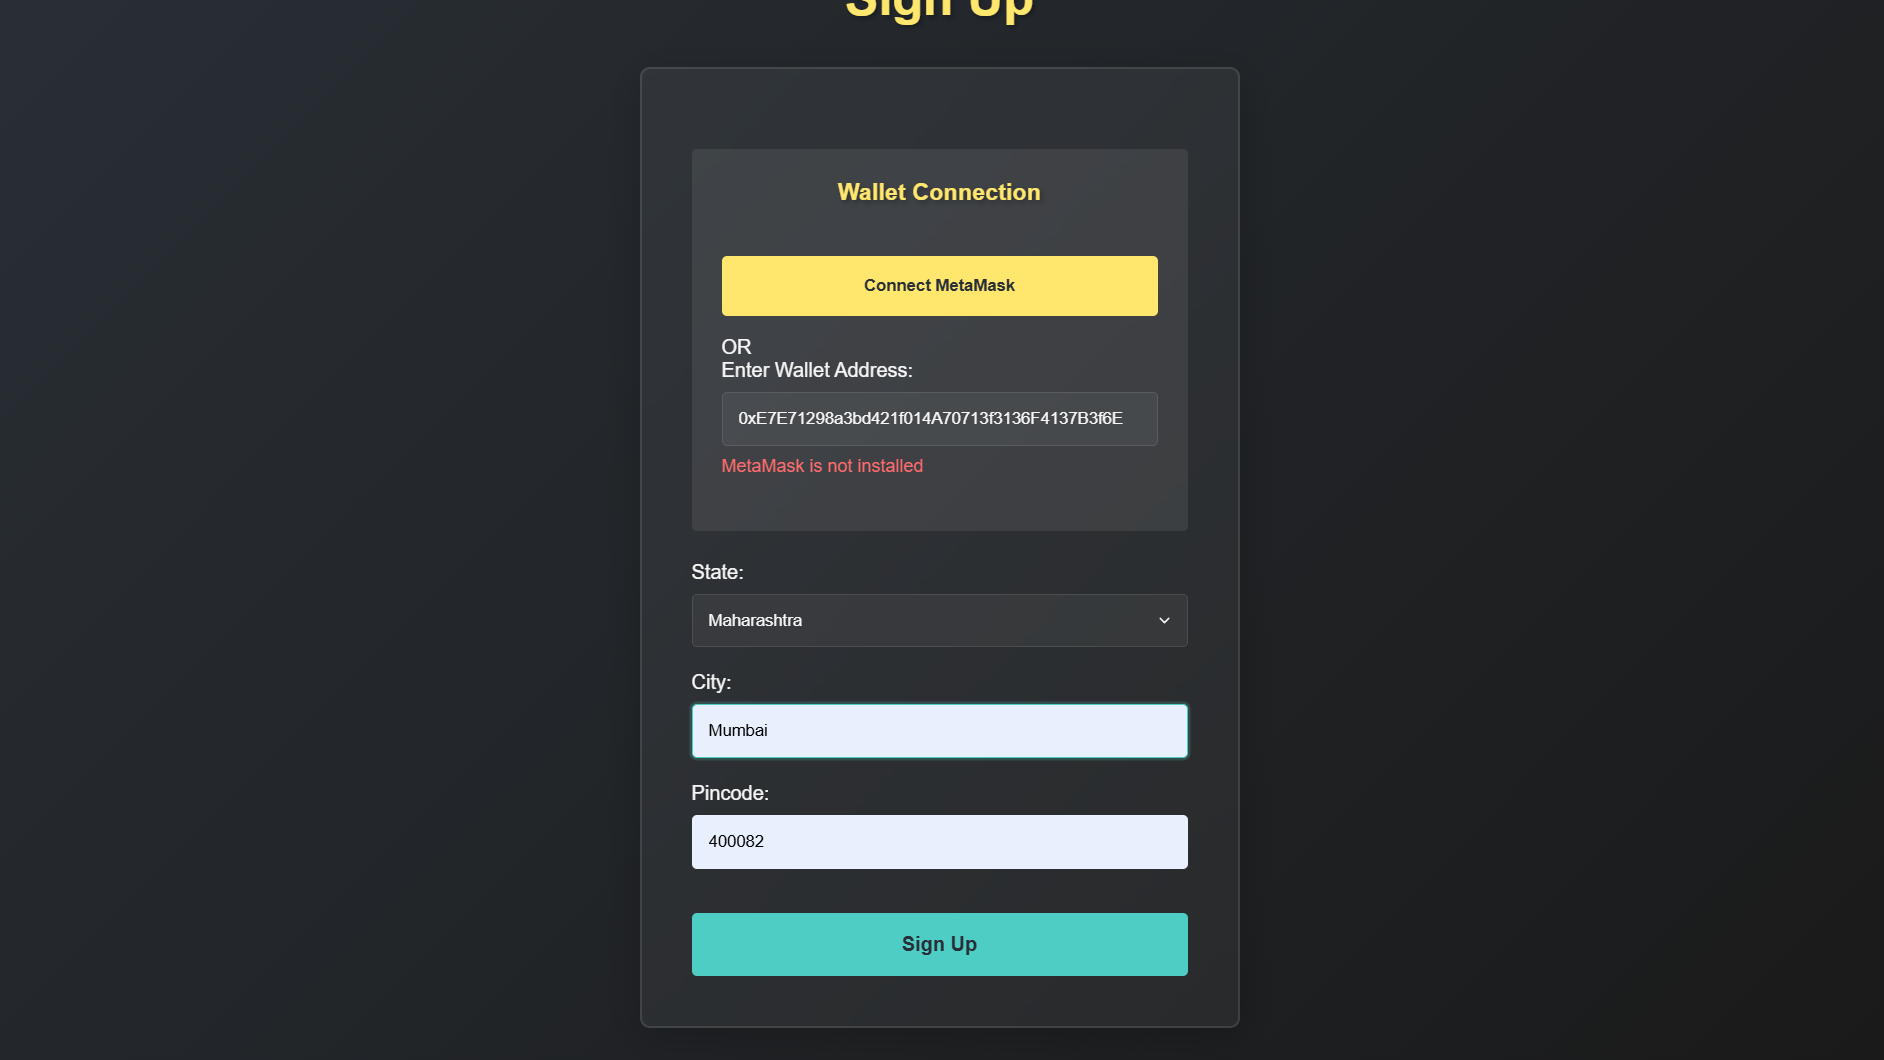 Sign Up
Wallet Connection
Connect MetaMask
OR
Enter Wallet Address:
0xE7E71298a3bd421f014A70713f3136F4137B3f6E
MetaMask is not installed
State:
Maharashtra
City:
Mumbai
Pincode:
400082
Sign Up